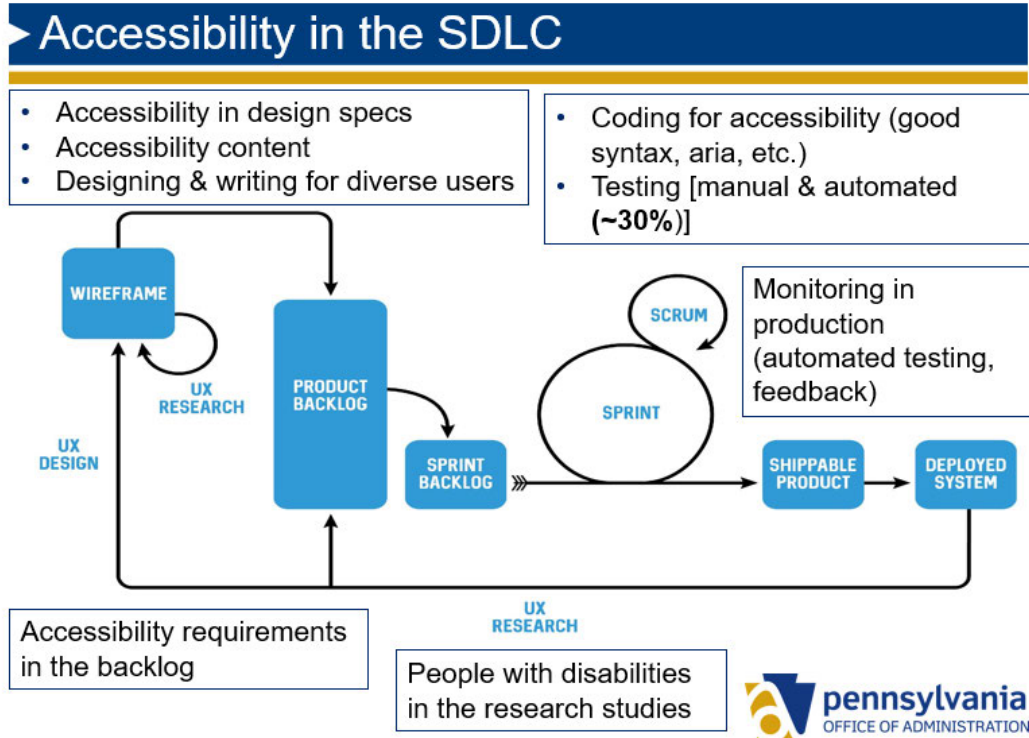 Accessibility in the SDLC
• Accessibility in design specs
• Accessibility content
• Designing & writing for diverse users
• Coding for accessibility (good
syntax, aria, etc.)
• Testing [manual & automated
(~30%)]
WIREFRAME
UX
RESEARCH
UX
DESIGN
PRODUCT
BACKLOG
SPRINT
BACKLOG
SCRUM
SPRINT
Monitoring in
production
(automated testing,
feedback)
SHIPPABLE
PRODUCT
DEPLOYED
SYSTEM
UX
RESEARCH
Accessibility requirements
in the backlog
People with disabilities
in the research studies
pennsylvania
OFFICE OF ADMINISTRATION